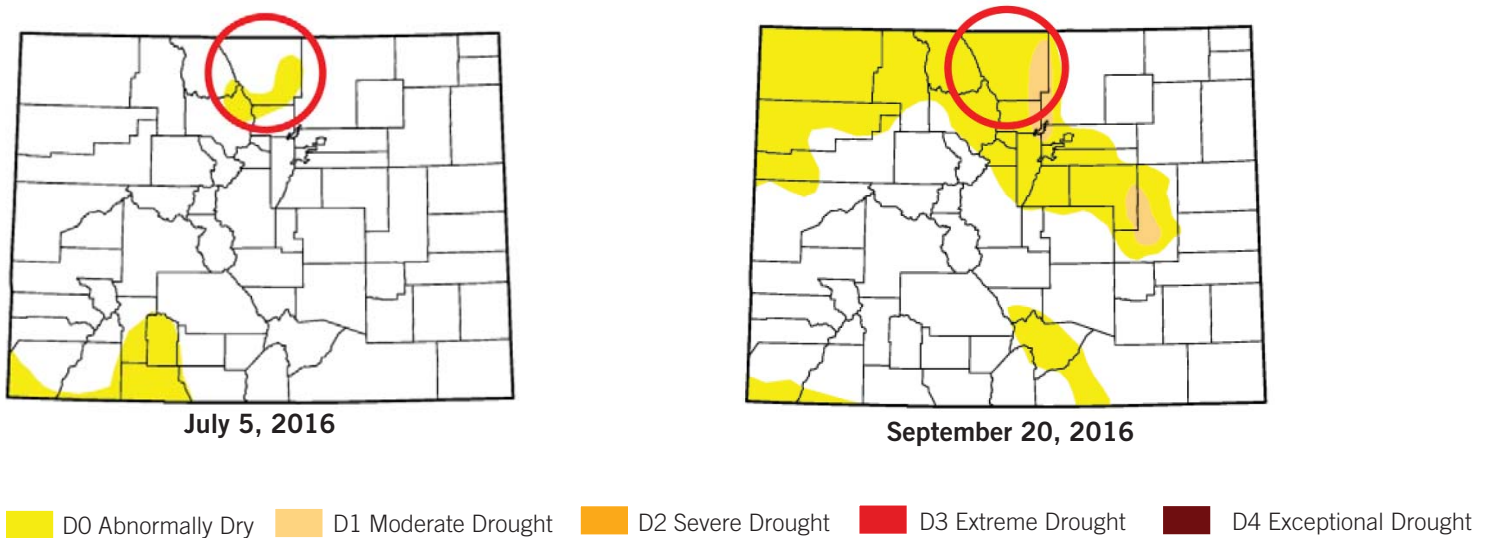 July 5, 2016
September 20, 2016
D0 Abnormally Dry
D1 Moderate Drought
D2 Severe Drought
D3 Extreme Drought
D4 Exceptional Drought